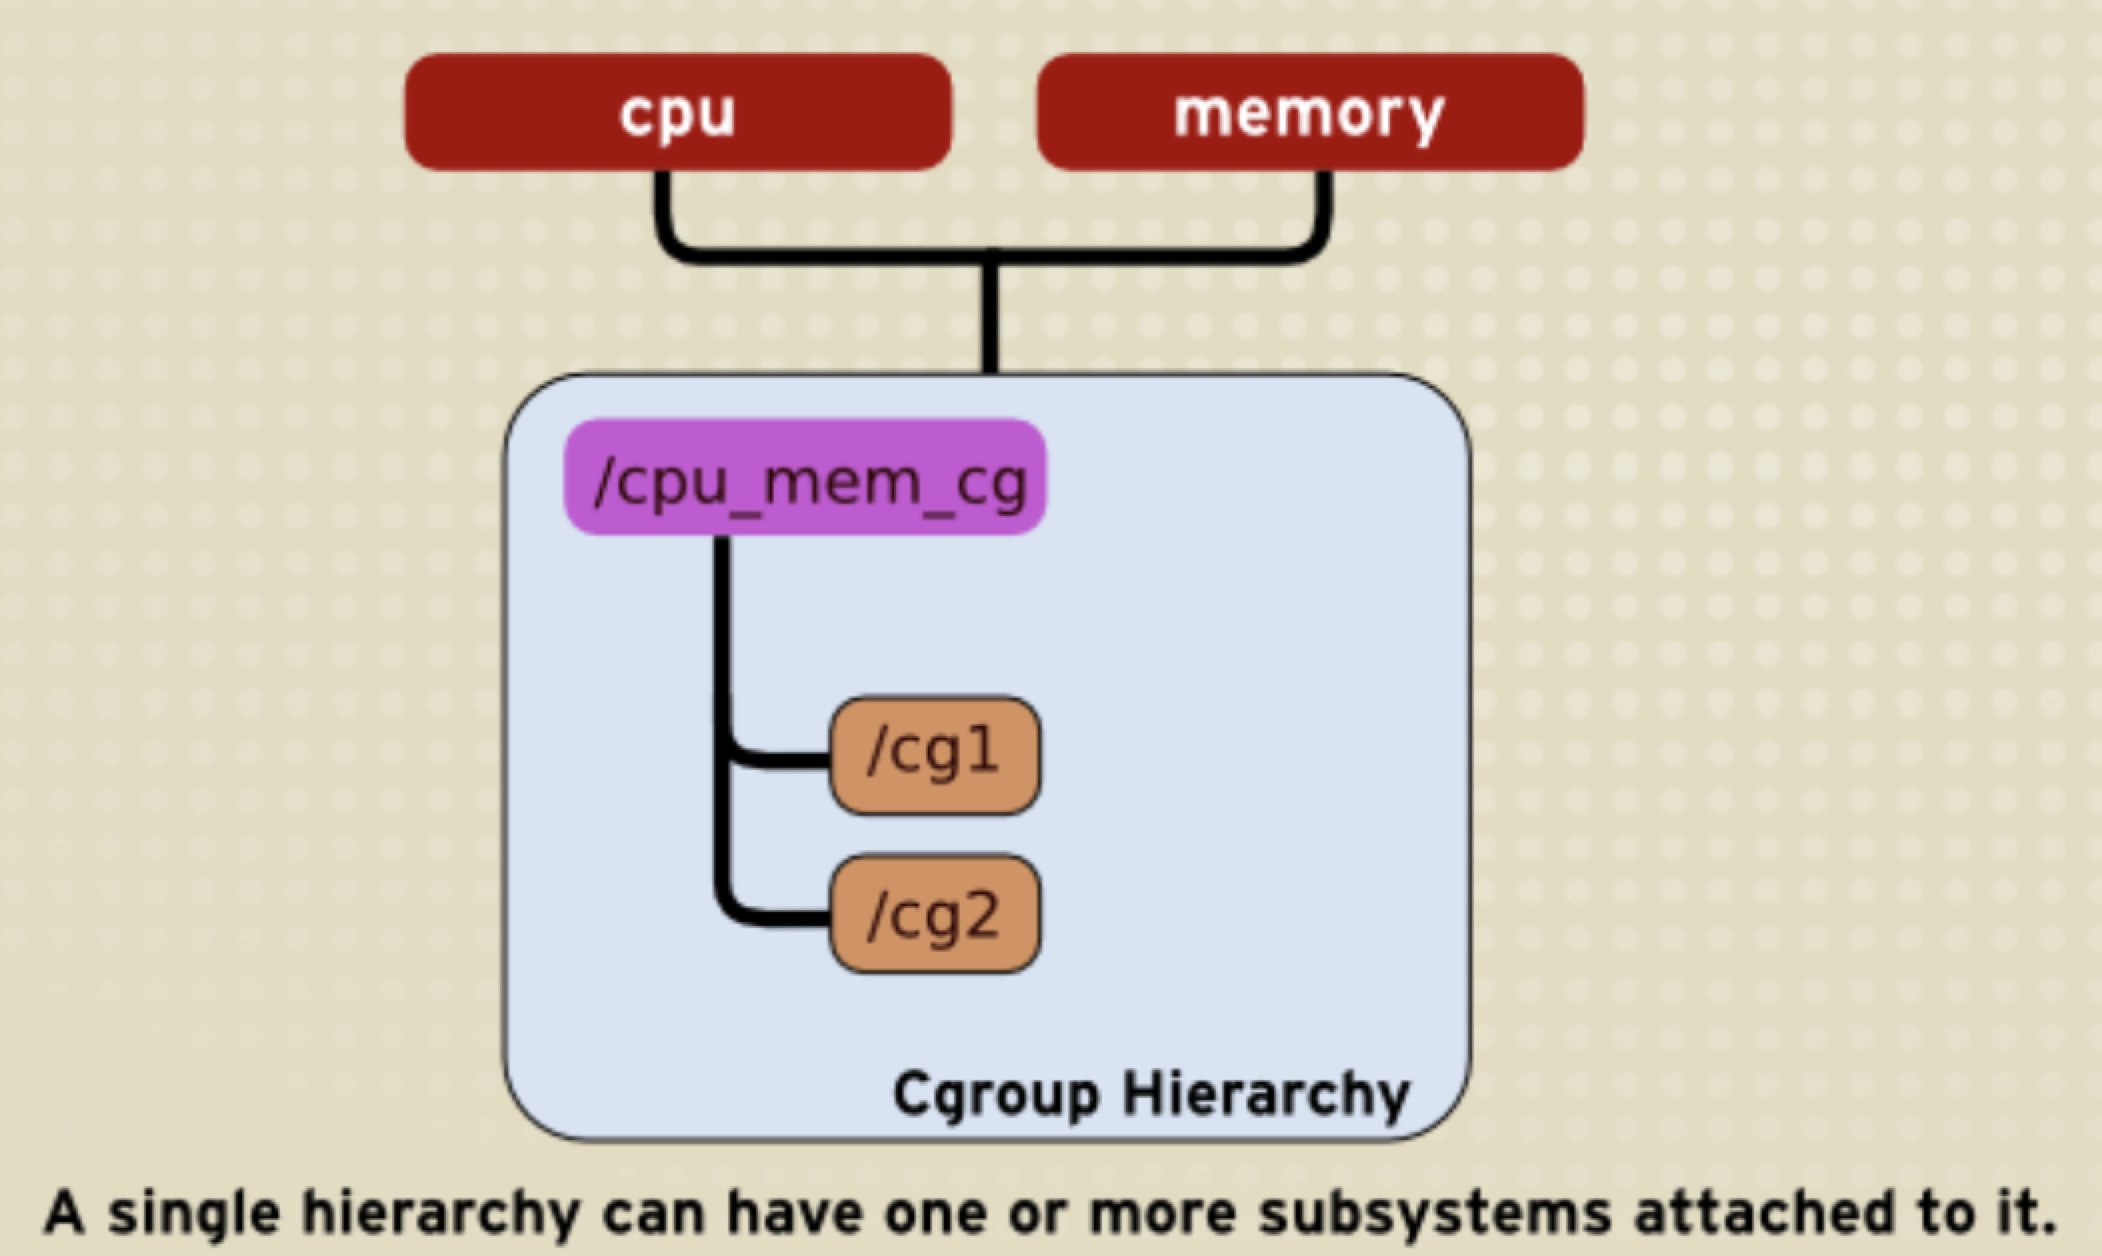 cpu
memory
/cpu_mem_cg
/cg1
/cg2
Cgroup Hierarchy
A single hierarchy can have one or more subsystems attached to it.